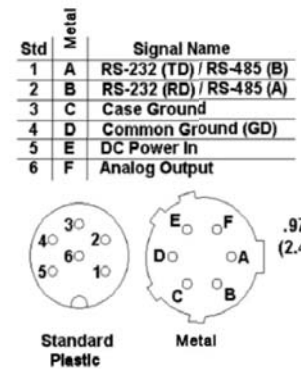 Std Metal Signal Name
1 A RS-232 (TD) / RS-485 (B)
2 B RS-232 (RD) / RS-485 (A)
3 C Case Ground
4 D Common Ground (GD)
5 E DC Power In
6 F Analog Output
3 E F
4 2 D A
6
5 1 C B
Standard Metal
Plastic